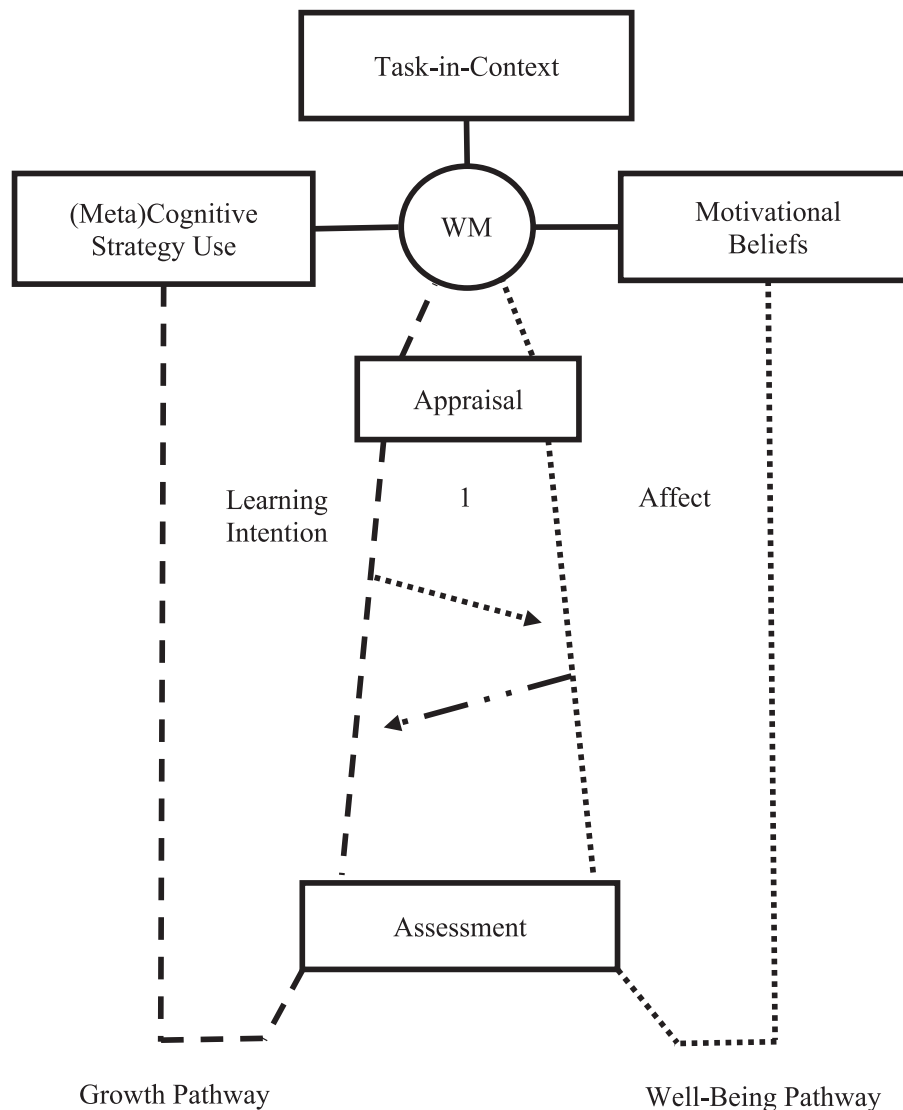 Task-in-Context
(Meta)Cognitive
Strategy Use
WM
Motivational
Beliefs
Appraisal
Learning
Intention
1
Affect
Assessment
Growth Pathway
Well-Being Pathway